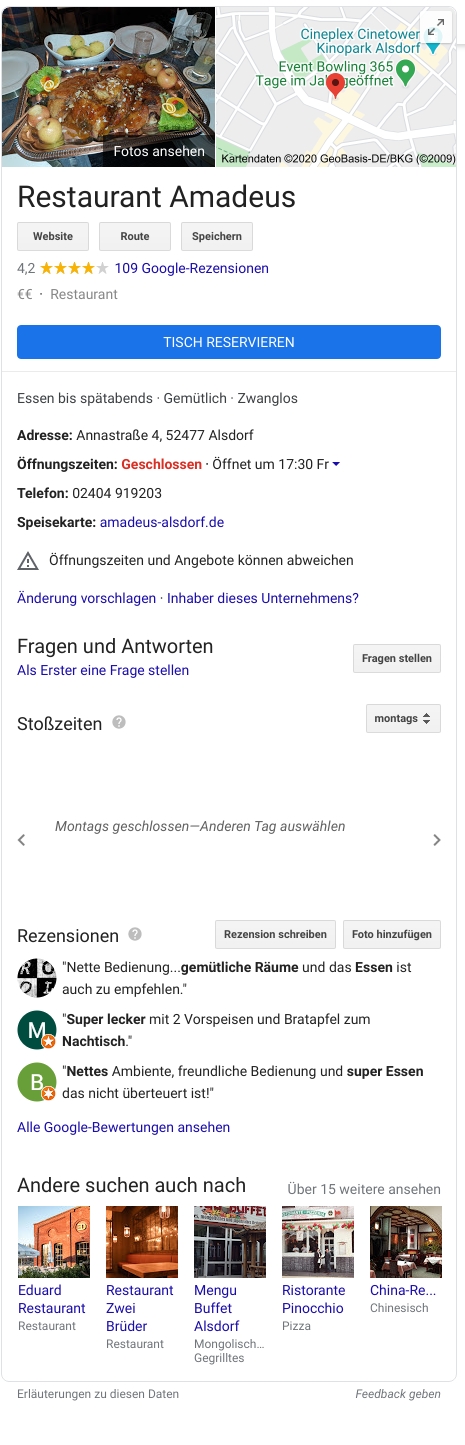 Cineplex Cinetower
Kinopark Alsdorf
Event Bowling 365
Tage im Jahr geöffnet
Fotos ansehen
Kartendaten ©2020 GeoBasis-DE/BKG (©2009)
Restaurant Amadeus
Website Route Speichern
4,2 109 Google-Rezensionen
€€ · Restaurant
TISCH RESERVIEREN
Essen bis spätabends · Gemütlich · Zwanglos
Adresse: Annastraße 4, 52477 Alsdorf
Öffnungszeiten: Geschlossen · Öffnet um 17:30 Fr
Telefon: 02404 919203
Speisekarte: amadeus-alsdorf.de
Öffnungszeiten und Angebote können abweichen
Änderung vorschlagen · Inhaber dieses Unternehmens?
Fragen und Antworten
Fragen stellen
Als Erster eine Frage stellen
Stoßzeiten ?
montags
Montags geschlossen—Anderen Tag auswählen
Rezensionen ? Rezension schreiben Foto hinzufügen
"Nette Bedienung...gemütliche Räume und das Essen ist
auch zu empfehlen."
M "Super lecker mit 2 Vorspeisen und Bratapfel zum
Nachtisch."
B "Nettes Ambiente, freundliche Bedienung und super Essen
das nicht überteuert ist!"
Alle Google-Bewertungen ansehen
Andere suchen auch nach Über 15 weitere ansehen
BUFFET
Eduard
Restaurant
Restaurant
Restaurant
Zwei
Brüder
Restaurant
Mengu
Buffet
Alsdorf
Mongolisch...
Gegrilltes
Ristorante
Pinocchio
Pizza
China-Re...
Chinesisch
Erläuterungen zu diesen Daten Feedback geben